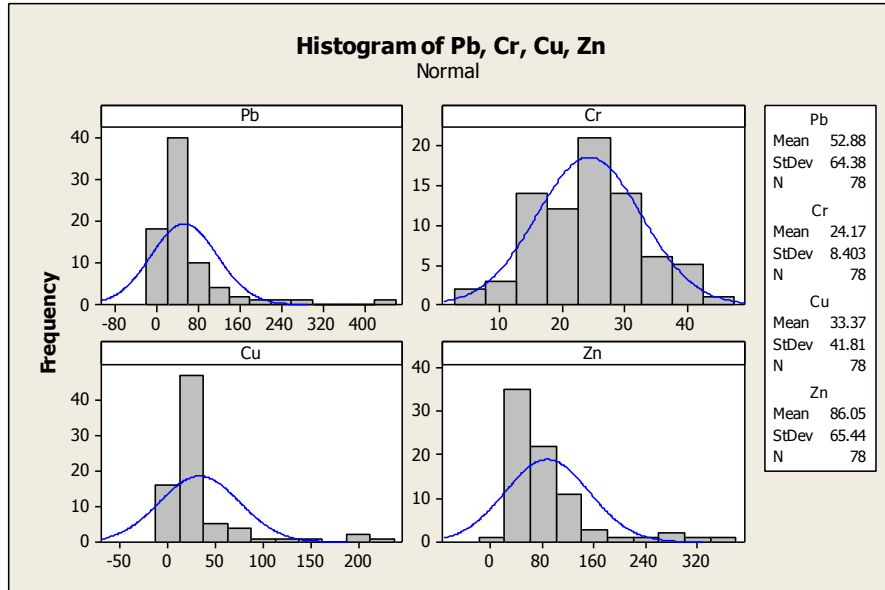 Histogram of Pb, Cr, Cu, Zn
Normal
Frequency
Pb
40
30
20
10
0
-80 0 80 160 240 320 400
Cr
20
15
10
5
0
10 20 30 40
Cu
40
30
20
10
0
-50 0 50 100 150 200
Zn
40
30
20
10
0
0 80 160 240 320
Pb
Mean 52.88
StDev 64.38
N 78
Cr
Mean 24.17
StDev 8.403
N 78
Cu
Mean 33.37
StDev 41.81
N 78
Zn
Mean 86.05
StDev 65.44
N 78